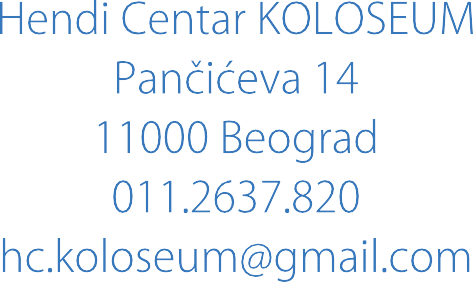 Hendi Centar KOLOSEUM
Pančićeva 14
11000 Beograd
011.2637.820
hc.koloseum@gmail.com